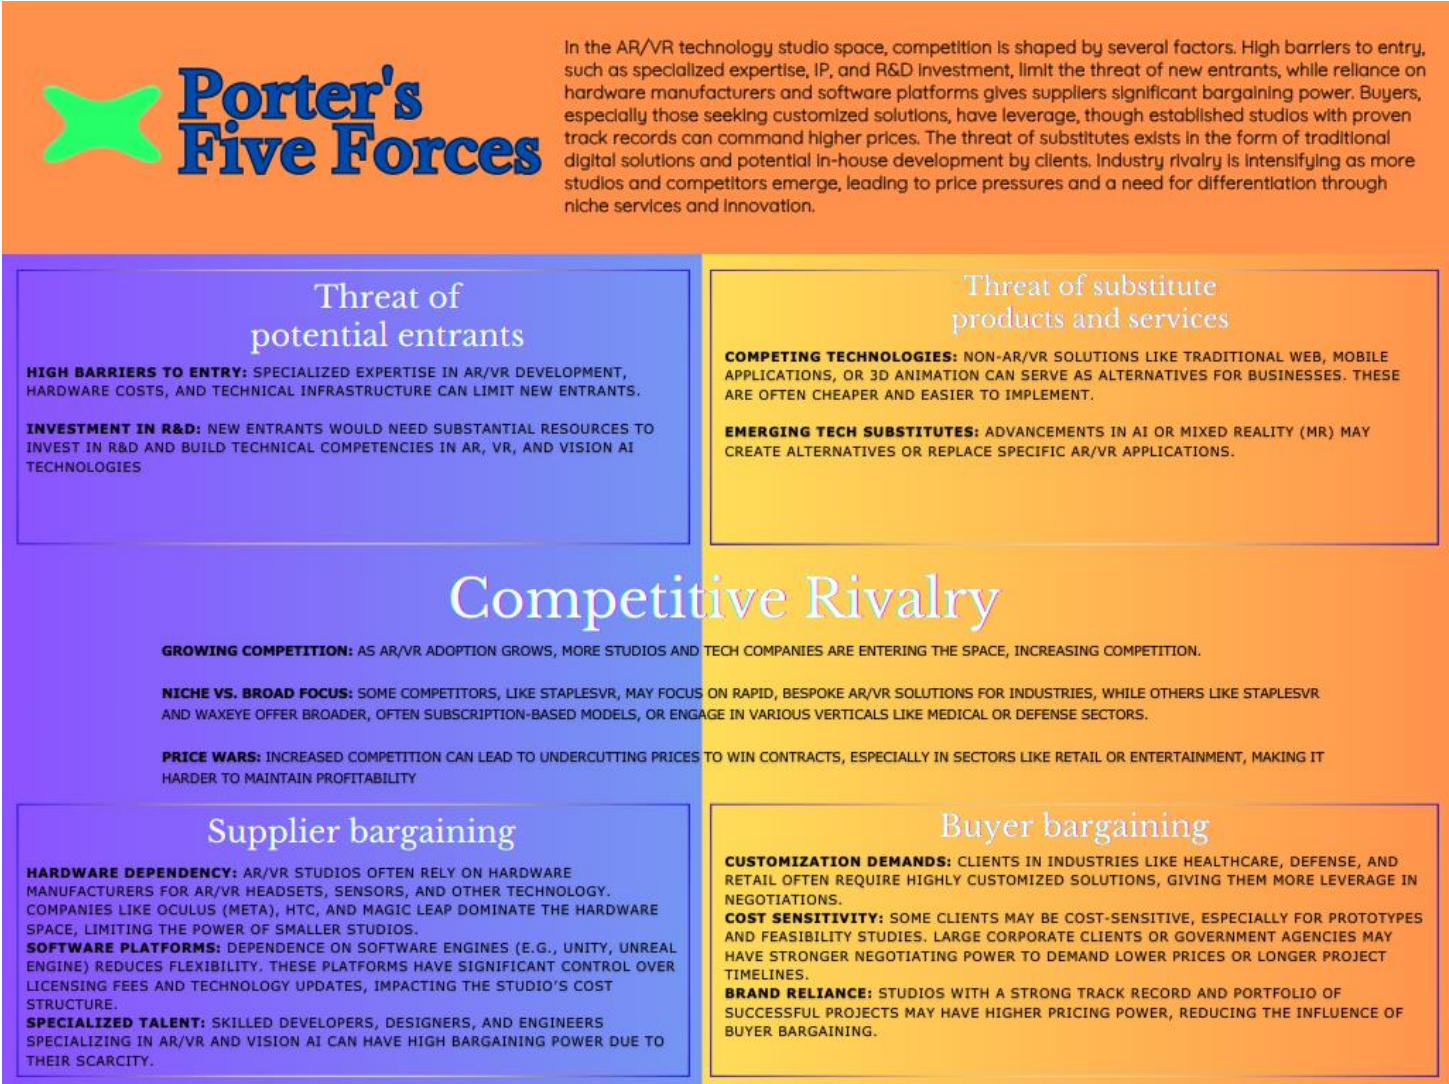 Porter's
Five Forces
In the AR/VR technology studio space, competition is shaped by several factors. High barriers to entry,
such as specialized expertise, IP, and R&D investment, limit the threat of new entrants, while reliance on
hardware manufacturers and software platforms gives suppliers significant bargaining power. Buyers,
especially those seeking customized solutions, have leverage, though established studios with proven
track records can command higher prices. The threat of substitutes exists in the form of traditional
digital solutions and potential in-house development by clients. Industry rivalry is intensifying as more
studios and competitors emerge, leading to price pressures and a need for differentiation through
niche services and innovation.
Threat of
potential entrants
HIGH BARRIERS TO ENTRY: SPECIALIZED EXPERTISE IN AR/VR DEVELOPMENT,
HARDWARE COSTS, AND TECHNICAL INFRASTRUCTURE CAN LIMIT NEW ENTRANTS.
INVESTMENT IN R&D: NEW ENTRANTS WOULD NEED SUBSTANTIAL RESOURCES TO
INVEST IN R&D AND BUILD TECHNICAL COMPETENCIES IN AR, VR, AND VISION AI
TECHNOLOGIES
Threat of substitute
products and services
COMPETING TECHNOLOGIES: NON-AR/VR SOLUTIONS LIKE TRADITIONAL WEB, MOBILE
APPLICATIONS, OR 3D ANIMATION CAN SERVE AS ALTERNATIVES FOR BUSINESSES. THESE
ARE OFTEN CHEAPER AND EASIER TO IMPLEMENT.
EMERGING TECH SUBSTITUTES: ADVANCEMENTS IN AI OR MIXED REALITY (MR) MAY
CREATE ALTERNATIVES OR REPLACE SPECIFIC AR/VR APPLICATIONS.
Competitive Rivalry
GROWING COMPETITION: AS AR/VR ADOPTION GROWS, MORE STUDIOS AND TECH COMPANIES ARE ENTERING THE SPACE, INCREASING COMPETITION.
NICHE VS. BROAD FOCUS: SOME COMPETITORS, LIKE STAPLESVR, MAY FOCUS ON RAPID, BESPOKE AR/VR SOLUTIONS FOR INDUSTRIES, WHILE OTHERS LIKE STAPLESVR
AND WAXEYE OFFER BROADER, OFTEN SUBSCRIPTION-BASED MODELS, OR ENGAGE IN VARIOUS VERTICALS LIKE MEDICAL OR DEFENSE SECTORS.
PRICE WARS: INCREASED COMPETITION CAN LEAD TO UNDERCUTTING PRICES TO WIN CONTRACTS, ESPECIALLY IN SECTORS LIKE RETAIL OR ENTERTAINMENT, MAKING IT
HARDER TO MAINTAIN PROFITABILITY
Supplier bargaining
HARDWARE DEPENDENCY: AR/VR STUDIOS OFTEN RELY ON HARDWARE
MANUFACTURERS FOR AR/VR HEADSETS, SENSORS, AND OTHER TECHNOLOGY.
COMPANIES LIKE OCULUS (META), HTC, AND MAGIC LEAP DOMINATE THE HARDWARE
SPACE, LIMITING THE POWER OF SMALLER STUDIOS.
SOFTWARE PLATFORMS: DEPENDENCE ON SOFTWARE ENGINES (E.G., UNITY, UNREAL
ENGINE) REDUCES FLEXIBILITY. THESE PLATFORMS HAVE SIGNIFICANT CONTROL OVER
LICENSING FEES AND TECHNOLOGY UPDATES, IMPACTING THE STUDIO'S COST
STRUCTURE.
SPECIALIZED TALENT: SKILLED DEVELOPERS, DESIGNERS, AND ENGINEERS
SPECIALIZING IN AR/VR AND VISION AI CAN HAVE HIGH BARGAINING POWER DUE TO
THEIR SCARCITY.
Buyer bargaining
CUSTOMIZATION DEMANDS: CLIENTS IN INDUSTRIES LIKE HEALTHCARE, DEFENSE, AND
RETAIL OFTEN REQUIRE HIGHLY CUSTOMIZED SOLUTIONS, GIVING THEM MORE LEVERAGE IN
NEGOTIATIONS.
COST SENSITIVITY: SOME CLIENTS MAY BE COST-SENSITIVE, ESPECIALLY FOR PROTOTYPES
AND FEASIBILITY STUDIES. LARGE CORPORATE CLIENTS OR GOVERNMENT AGENCIES MAY
HAVE STRONGER NEGOTIATING POWER TO DEMAND LOWER PRICES OR LONGER PROJECT
TIMELINES.
BRAND RELIANCE: STUDIOS WITH A STRONG TRACK RECORD AND PORTFOLIO OF
SUCCESSFUL PROJECTS MAY HAVE HIGHER PRICING POWER, REDUCING THE INFLUENCE OF
BUYER BARGAINING.